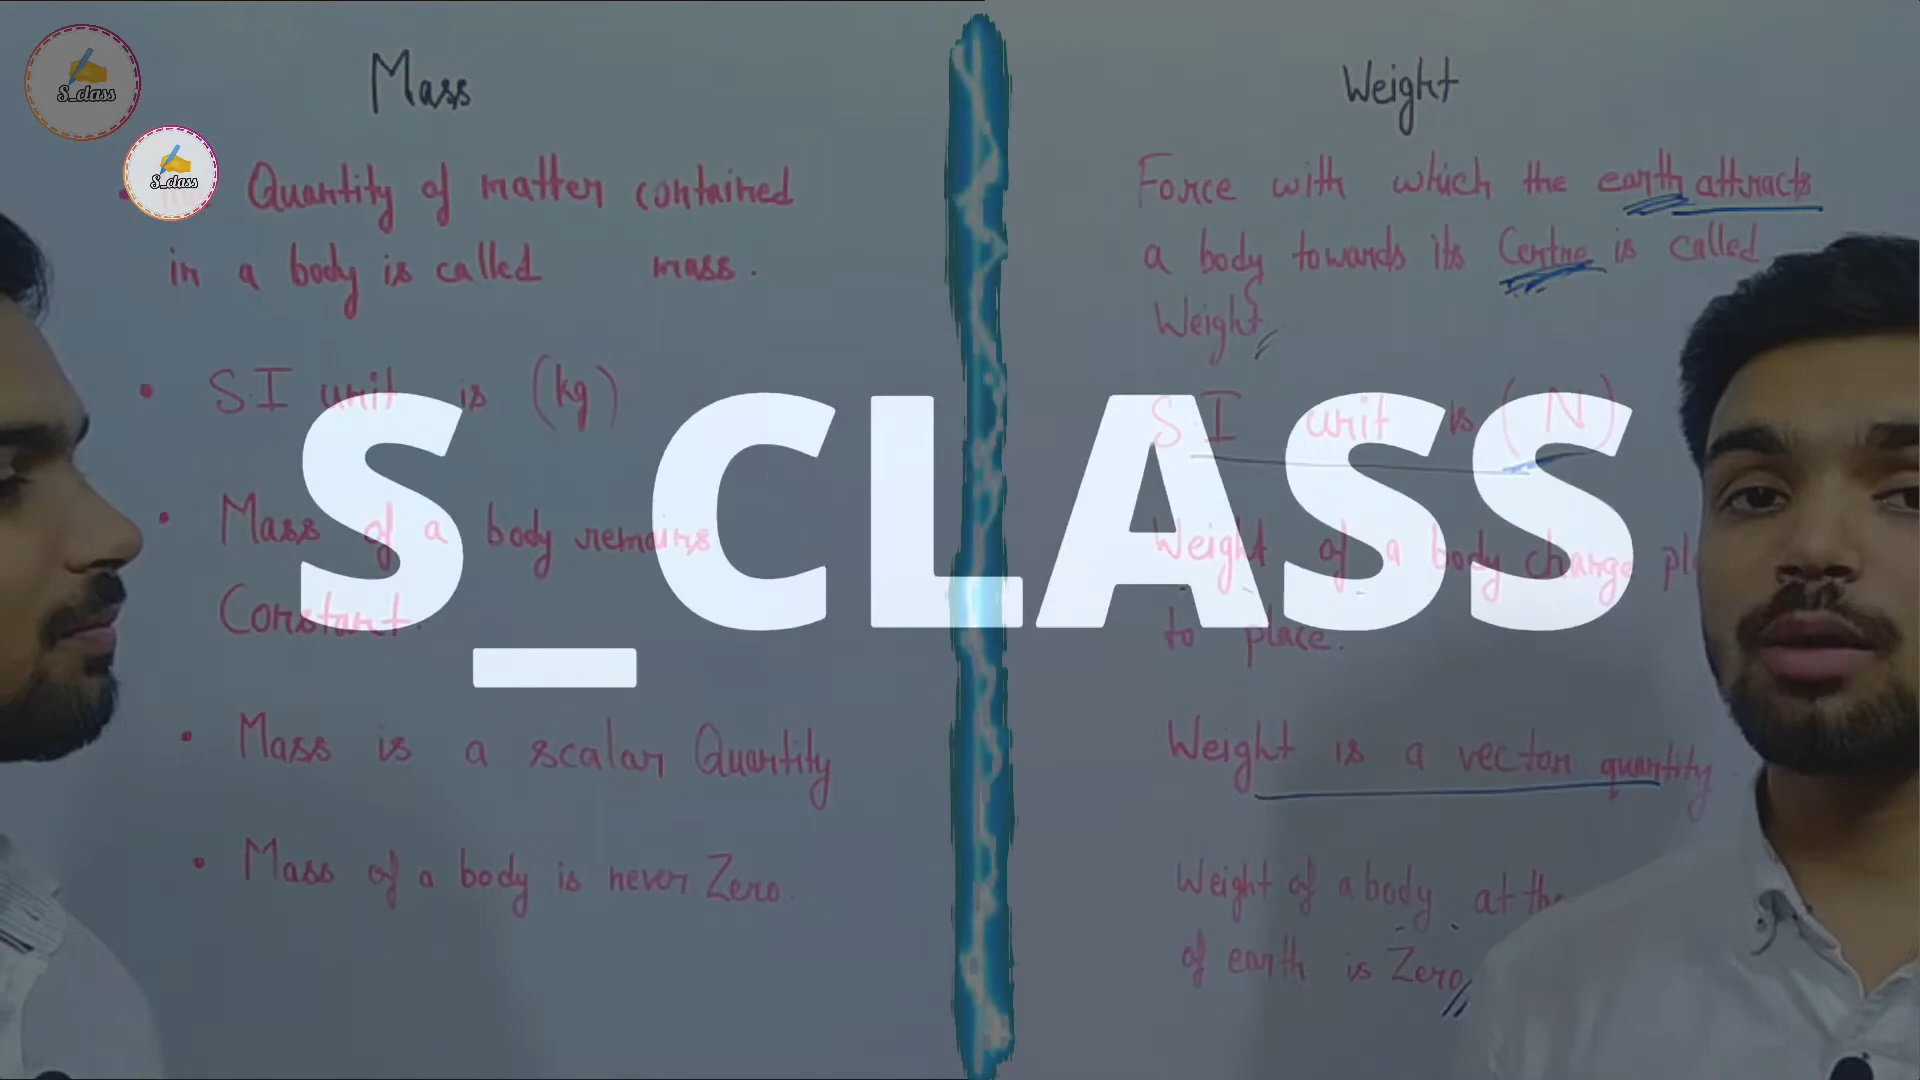 S_class
S_class
Mass
• Quantity of matter contained
in a body is called mass.
• S.I unit is (kg)
• Mass of a body remains
Constant.
• Mass is a scalar Quantity
• Mass of a body is never Zero.
Weight
Force with which the earth attracts
a body towards its Centre is called
Weight
S.I unit is (N)
Weight of a body change
to place.
Weight is a vector quantity
Weight of a body at the
of earth is Zero
S_CLASS